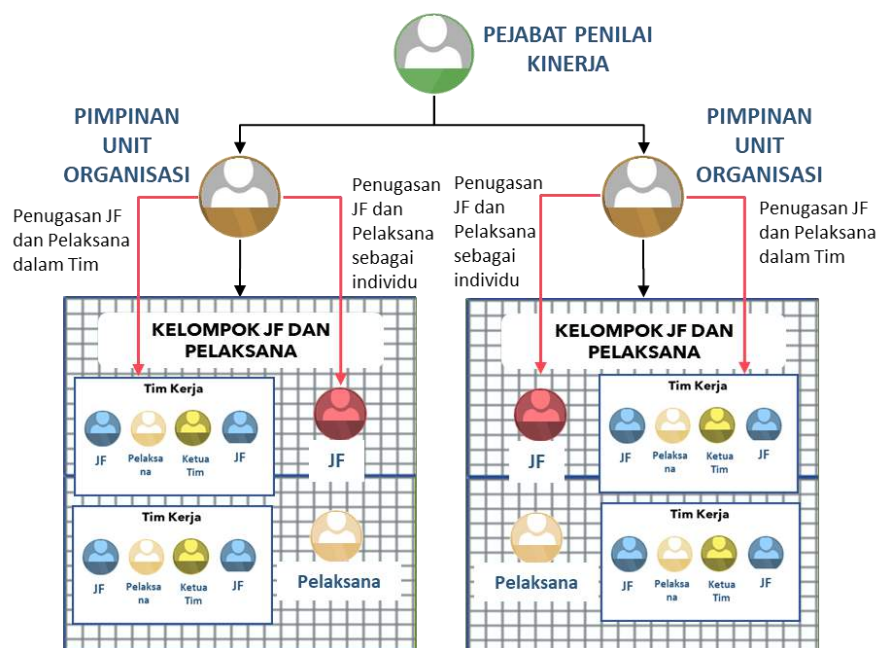 PEJABAT PENILAI
KINERJA
PIMPINAN
UNIT
ORGANISASI
PIMPINAN
UNIT
ORGANISASI
Penugasan JF
dan Pelaksana
dalam Tim
Penugasan
JF dan
Pelaksana
sebagai
individu
Penugasan
JF dan
Pelaksana
sebagai
individu
Penugasan JF
dan Pelaksana
dalam Tim
KELOMPOK JF DAN
PELAKSANA
Tim Kerja
JF
Pelaksa
na
Ketua
Tim
JF
JF
Tim Kerja
JF
Pelaksa
na
Ketua
Tim
JF
Pelaksana
KELOMPOK JF DAN
PELAKSANA
JF
Tim Kerja
JF
Pelaksa
na
Ketua
Tim
JF
Pelaksana
Tim Kerja
JF
Pelaksa
na
Ketua
Tim
JF